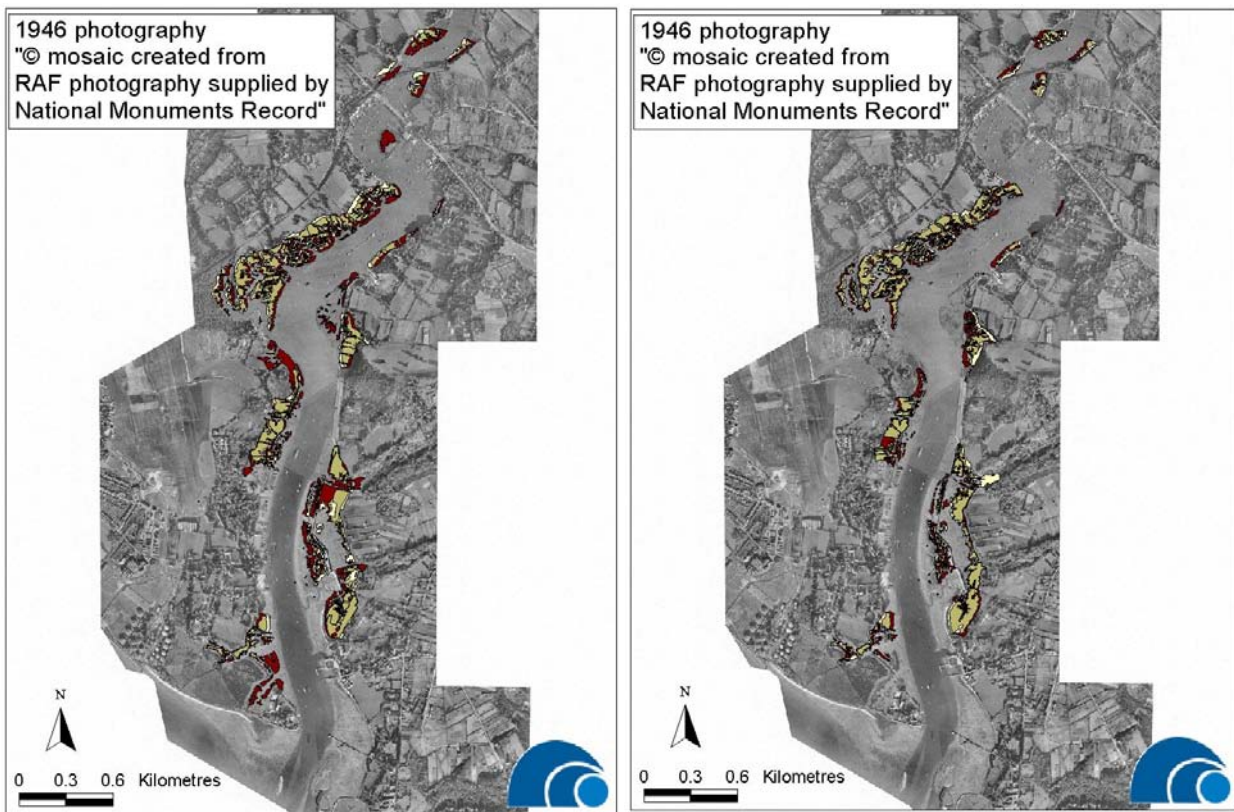 1946 photography
"© mosaic created from
RAF photography supplied by
National Monuments Record"
N
0 0.3 0.6 Kilometres
1946 photography
"© mosaic created from
RAF photography supplied by
National Monuments Record"
N
0 0.3 0.6 Kilometres